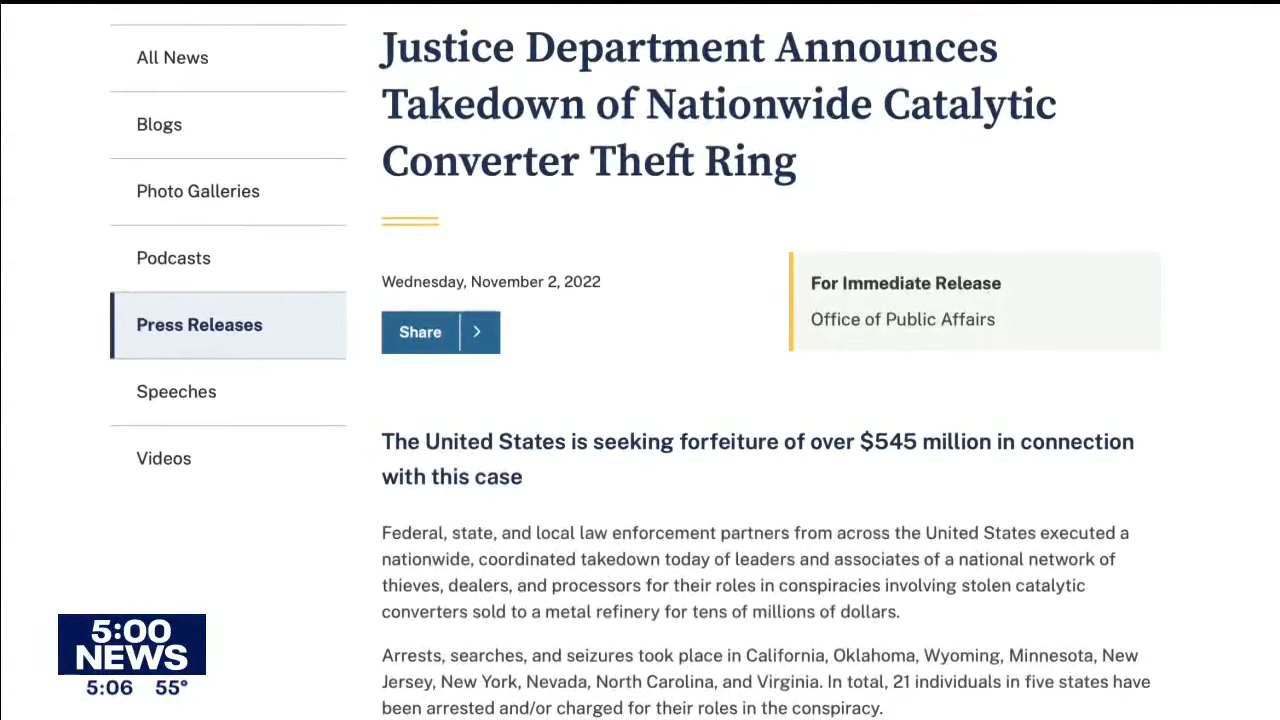 All News
Blogs
Photo Galleries
Podcasts
Press Releases
Speeches
Videos
Justice Department Announces
Takedown of Nationwide Catalytic
Converter Theft Ring
Wednesday, November 2, 2022
Share
For Immediate Release
Office of Public Affairs
The United States is seeking forfeiture of over $545 million in connection
with this case
Federal, state, and local law enforcement partners from across the United States executed a
nationwide, coordinated takedown today of leaders and associates of a national network of
thieves, dealers, and processors for their roles in conspiracies involving stolen catalytic
converters sold to a metal refinery for tens of millions of dollars.
Arrests, searches, and seizures took place in California, Oklahoma, Wyoming, Minnesota, New
Jersey, New York, Nevada, North Carolina, and Virginia. In total, 21 individuals in five states have
been arrested and/or charged for their roles in the conspiracy.
5:00
NEWS
5:06 55°